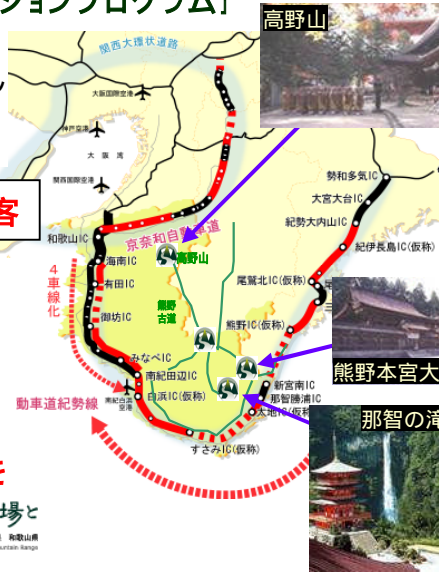 ションプログラム」
高野山
関西大環状道路
大阪国際空港
神戸空港
大 阪 湾
関西国際空港
勢和多気IC
大宮大台IC
紀勢大内山IC
紀伊長島IC(仮称)
客
和歌山IC
京奈和自動車道
高野山
海南IC
4車線化
有田IC
尾鷲北IC(仮称)
熊野古道
御坊IC
熊野IC(仮称)
みなべIC
熊野本宮大
南紀田辺IC
南紀白浜空港
白浜IC(仮称)
新宮南IC
那智勝浦IC
太地IC(仮称)
動車道紀勢線
那智の滝
すさみIC(仮称)
場と
和歌山県